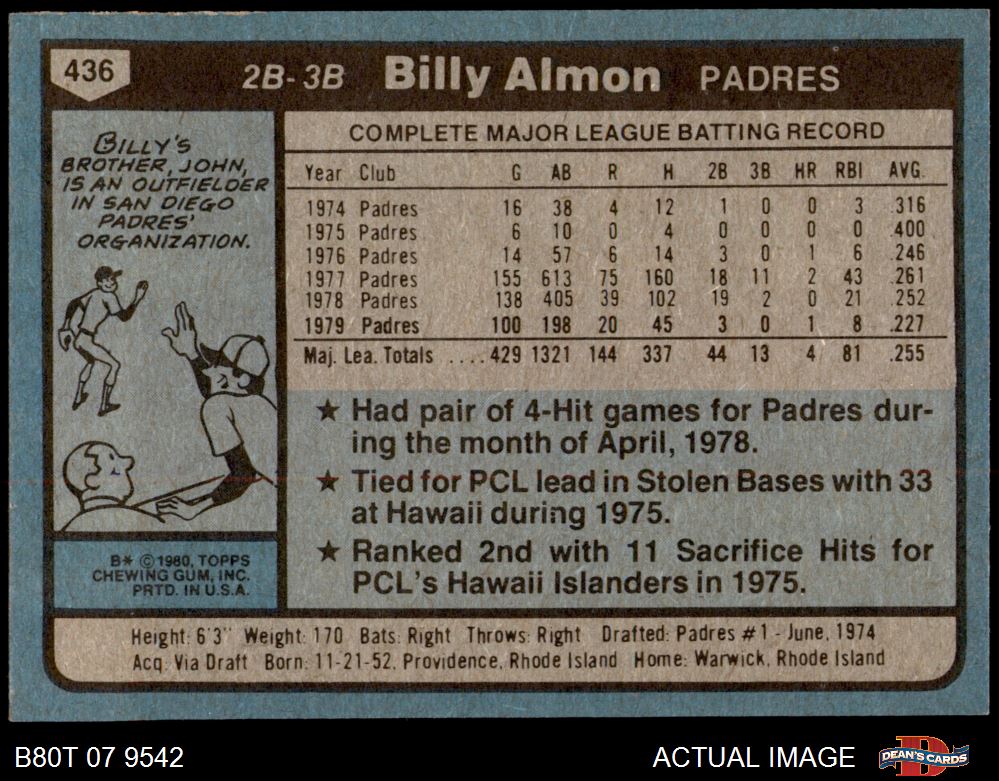 436
2B-3B Billy Almon PADRES
BILLY'S
BROTHER, JOHN,
IS AN OUTFIELDER
IN SAN DIEGO
PADRES'
ORGANIZATION.
B* ©1980, TOPPS
CHEWING GUM, INC.
PRTD. IN U.S.A.
COMPLETE MAJOR LEAGUE BATTING RECORD
Year Club G AB R H 2B 3B HR RBI AVG.
1974 Padres 16 38 4 12 1 0 0 3 .316
1975 Padres 6 10 0 4 0 0 0 0 .400
1976 Padres 14 57 6 14 3 0 1 6 .246
1977 Padres 155 613 75 160 18 11 2 43 .261
1978 Padres 138 405 39 102 19 2 0 21 .252
1979 Padres 100 198 20 45 3 0 1 8 .227
Maj. Lea. Totals ....429 1321 144 337 44 13 4 81 .255
★ Had pair of 4-Hit games for Padres dur-
ing the month of April, 1978.
★ Tied for PCL lead in Stolen Bases with 33
at Hawaii during 1975.
★ Ranked 2nd with 11 Sacrifice Hits for
PCL's Hawaii Islanders in 1975.
Height: 6'3" Weight: 170 Bats: Right Throws: Right Drafted: Padres #1 - June, 1974
Acq. Via Draft Born: 11-21-52, Providence, Rhode Island Home: Warwick, Rhode Island
B80T 07 9542
ACTUAL IMAGE
DEAN'S CARDS